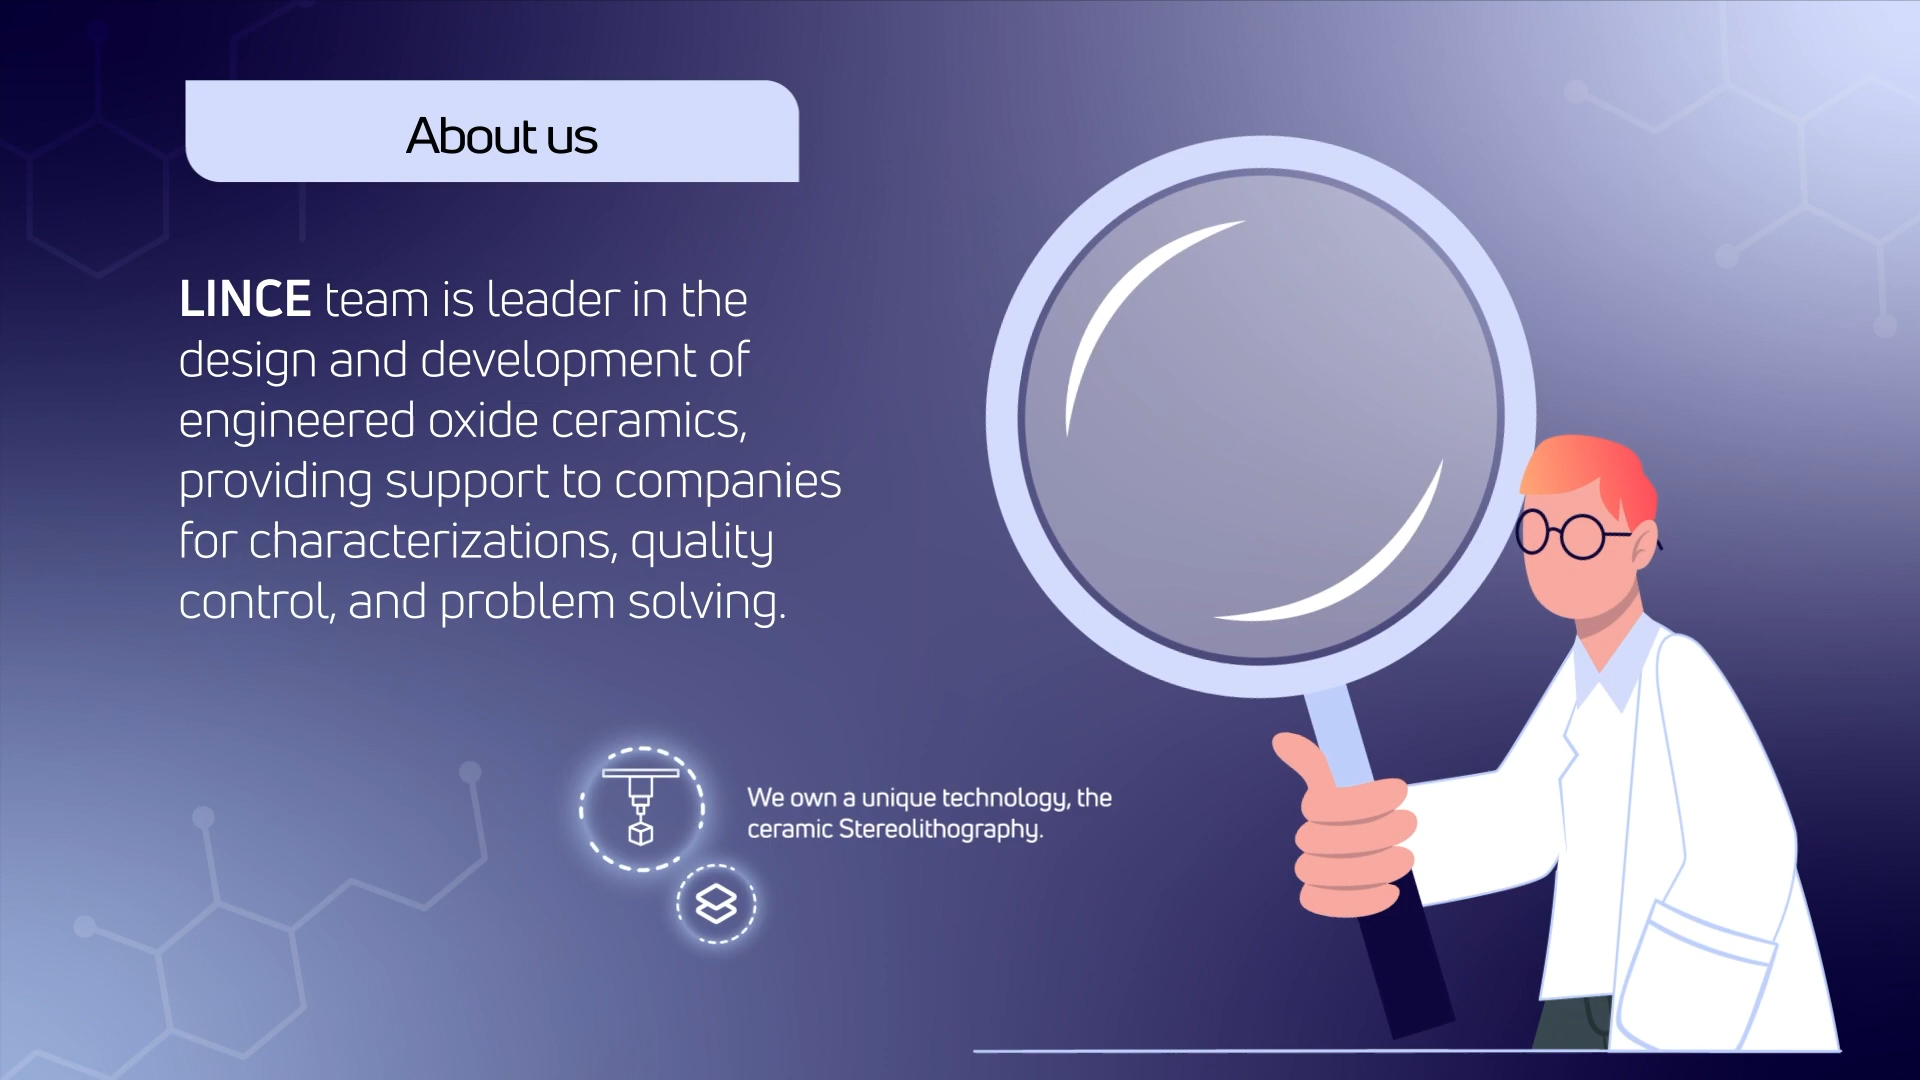 About us
LINCE team is leader in the
design and development of
engineered oxide ceramics,
providing support to companies
for characterizations, quality
control, and problem solving.
We own a unique technology, the
ceramic Stereolithography.